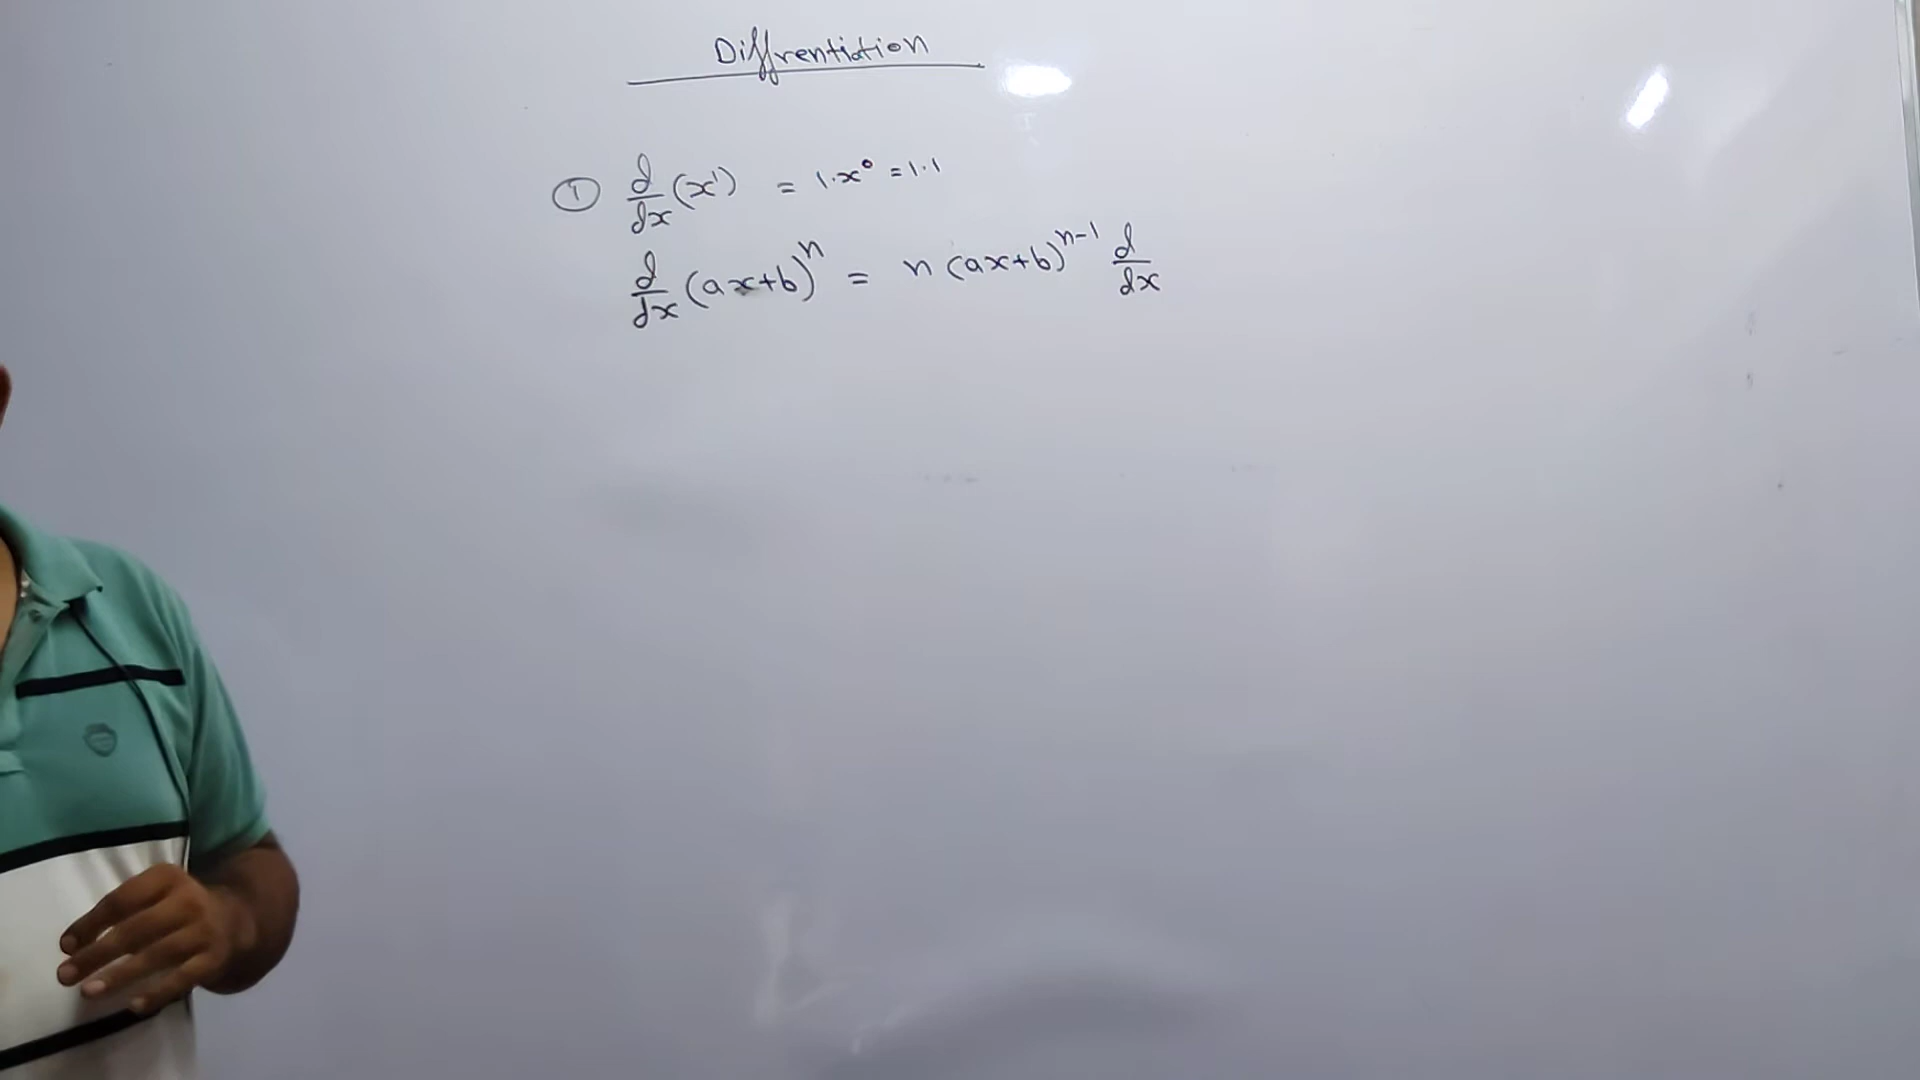 Diffrentiation
① d/dx (x¹) = 1·x⁰ = 1·1
d/dx (ax+b)ⁿ = n (ax+b)ⁿ⁻¹ d/dx